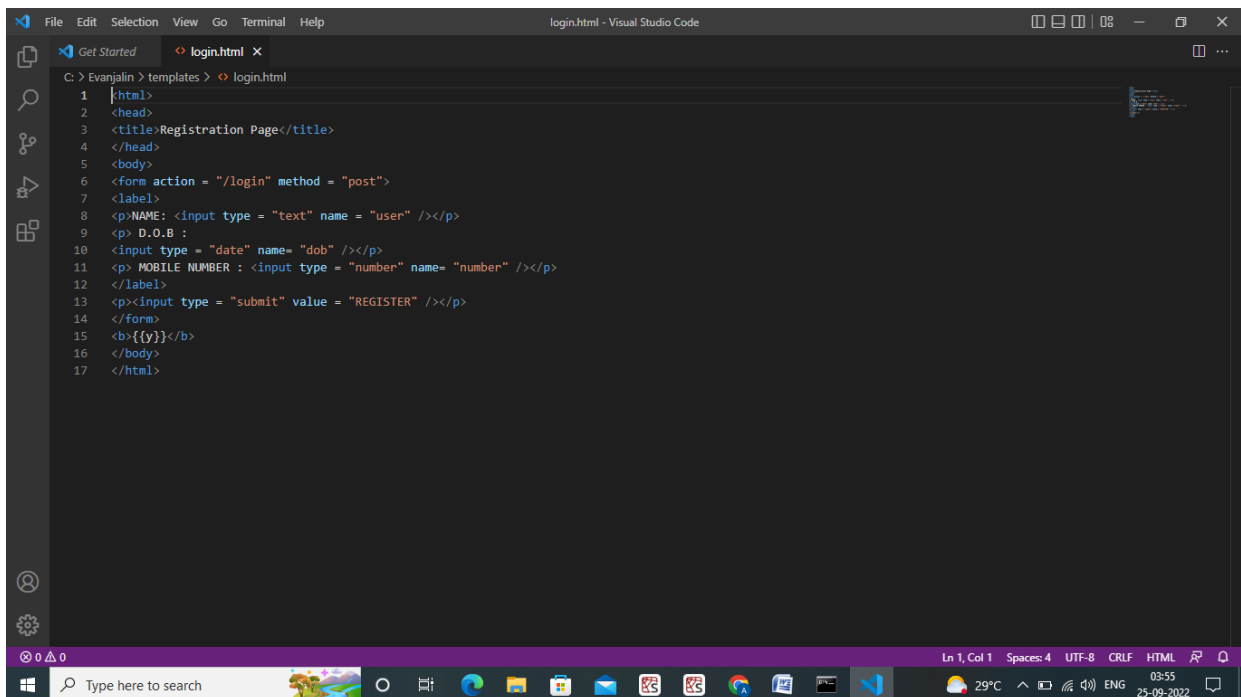 File Edit Selection View Go Terminal Help login.html - Visual Studio Code
Get Started <> login.html
C: > Evanjalin > templates > <> login.html
1 <html>
2 <head>
3 <title>Registration Page</title>
4 </head>
5 <body>
6 <form action = "/login" method = "post">
7 <label>
8 <p>NAME: <input type = "text" name = "user" /></p>
9 <p> D.O.B :
10 <input type = "date" name= "dob" /></p>
11 <p> MOBILE NUMBER : <input type = "number" name= "number" /></p>
12 </label>
13 <p><input type = "submit" value = "REGISTER" /></p>
14 </form>
15 <b>{{y}}</b>
16 </body>
17 </html>
0 0 Ln 1, Col 1 Spaces: 4 UTF-8 CRLF HTML
Type here to search 29°C ENG 03:55
25-09-2022